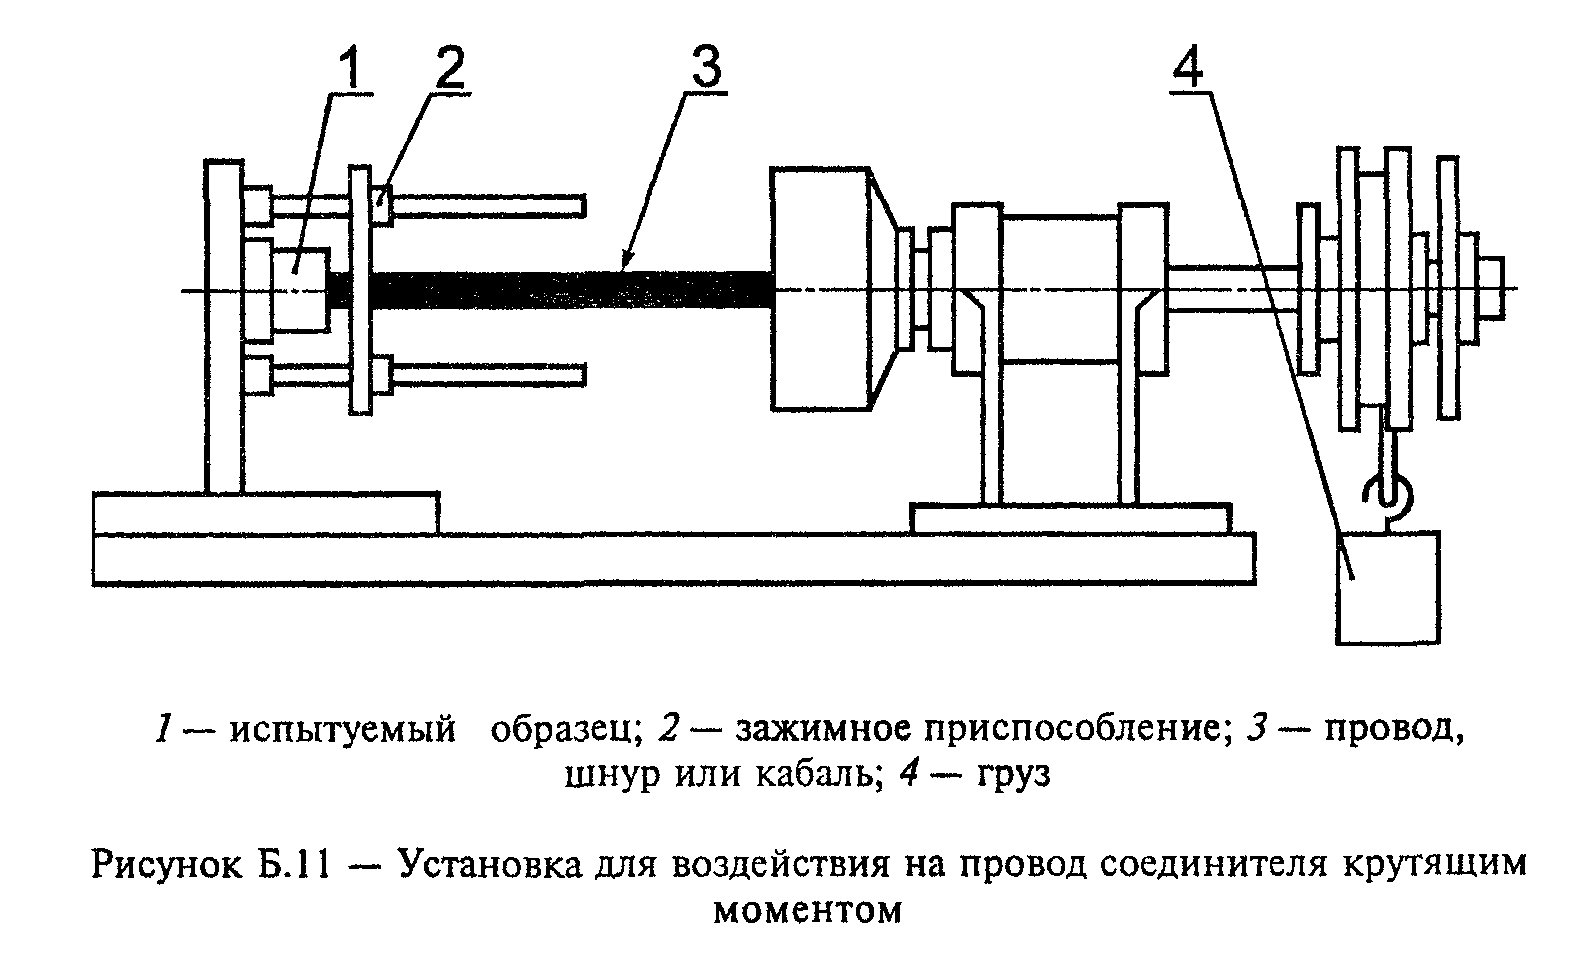 1 2 3 4
1 — испытуемый образец; 2 — зажимное приспособление; 3 — провод,
шнур или кабаль; 4 — груз
Рисунок Б.11 — Установка для воздействия на провод соединителя крутящим
моментом